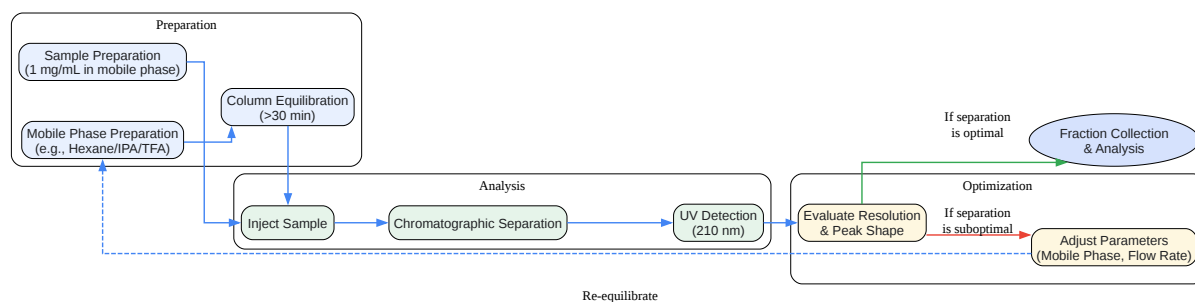 Preparation
Sample Preparation
(1 mg/mL in mobile phase)
Column Equilibration
(>30 min)
Mobile Phase Preparation
(e.g., Hexane/IPA/TFA)
Analysis
Inject Sample
Chromatographic Separation
UV Detection
(210 nm)
If separation
is optimal
Fraction Collection
& Analysis
Optimization
Evaluate Resolution
& Peak Shape
If separation
is suboptimal
Adjust Parameters
(Mobile Phase, Flow Rate)
Re-equilibrate